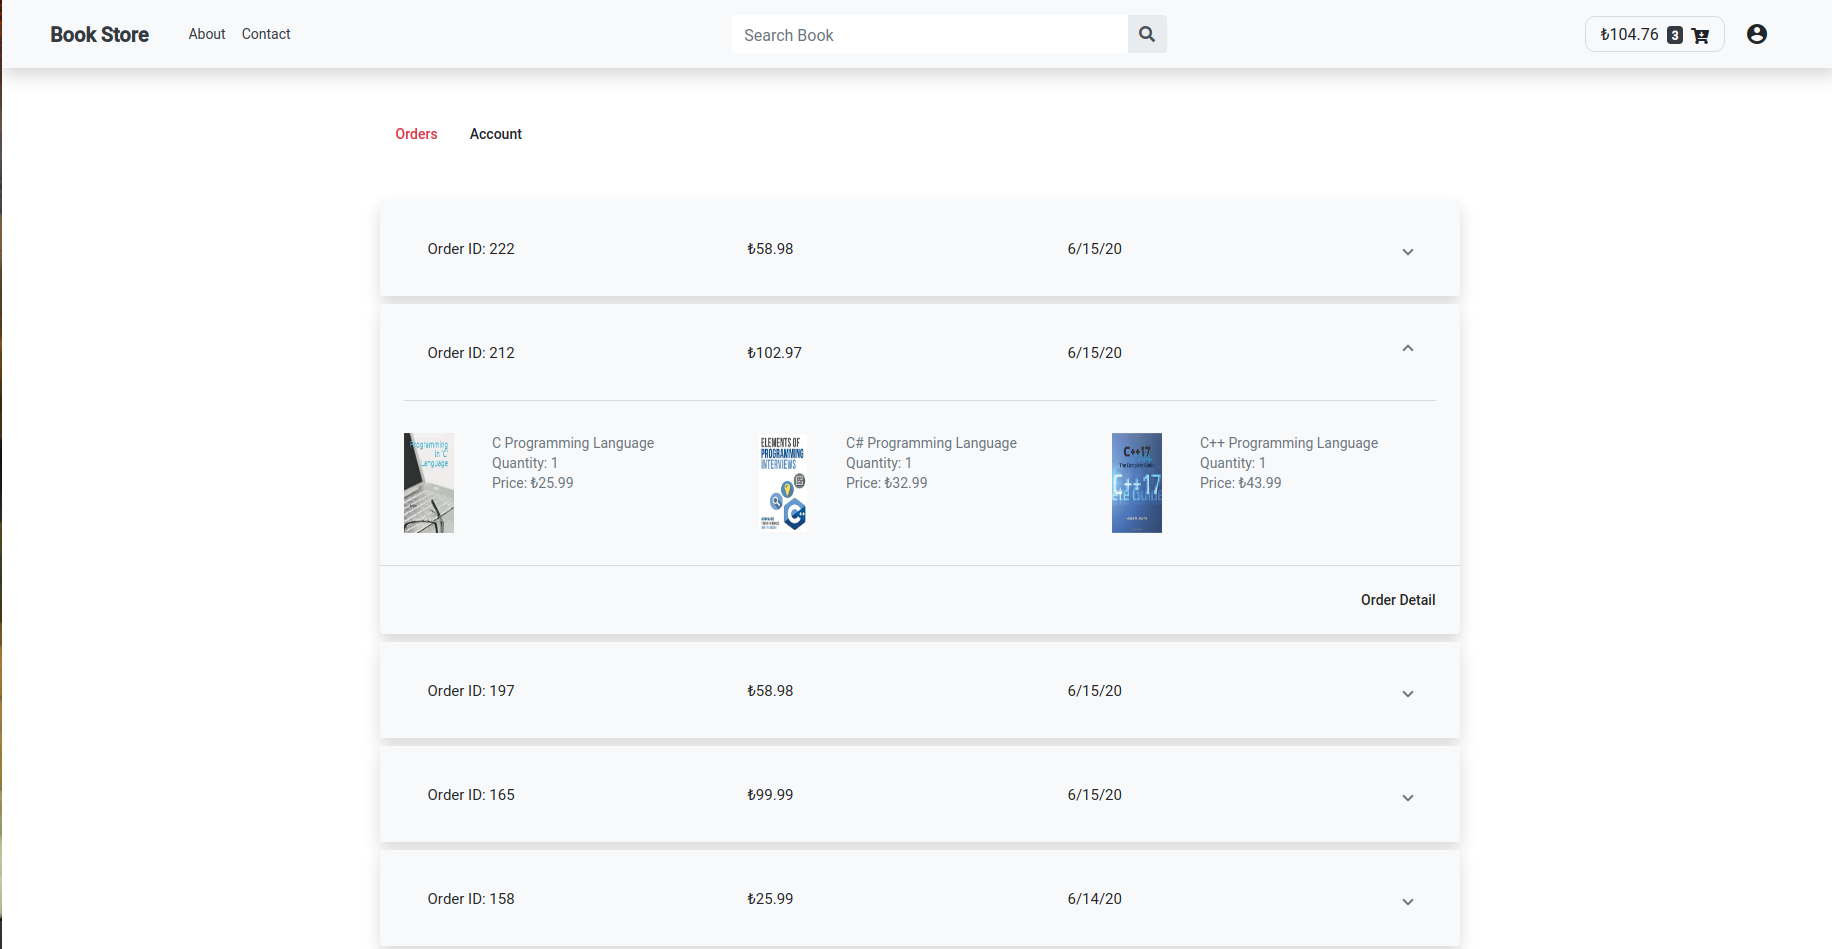 Book Store About Contact Search Book ₺104.76 3
Orders Account
Order ID: 222 ₺58.98 6/15/20
Order ID: 212 ₺102.97 6/15/20
Programming
in 'C'
Language
C Programming Language
Quantity: 1
Price: ₺25.99
ELEMENTS OF
PROGRAMMING
INTERVIEWS
C++
C# Programming Language
Quantity: 1
Price: ₺32.99
C++17
The Complete Guide
C++17
C++ Programming Language
Quantity: 1
Price: ₺43.99
Order Detail
Order ID: 197 ₺58.98 6/15/20
Order ID: 165 ₺99.99 6/15/20
Order ID: 158 ₺25.99 6/14/20